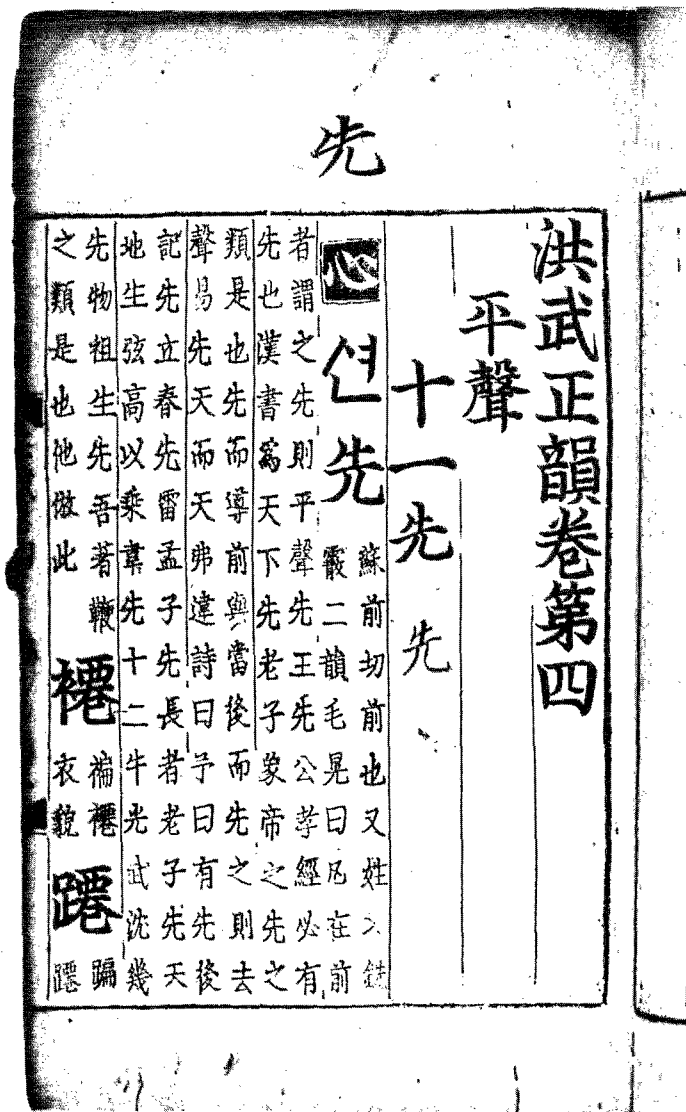 先
洪武正韻卷第四
平聲
十一先 先
心 션 先 蘇前切前也又姓銑
霰二韻毛晃曰凡在前
者謂之先則平聲先王先公孝經必有
先也漢書爲天下先老子象帝之先之
類是也先而導前與當後而先之則去
聲易先天而天弗違詩曰予曰有先後
記先立春先雷孟子先長者老子先天
地生弦高以乘韋先十二牛光武沈幾
先物祖生先吾著鞭
之類是也他倣此
褼 褊褼
衣貌
蹮 蹁
蹮